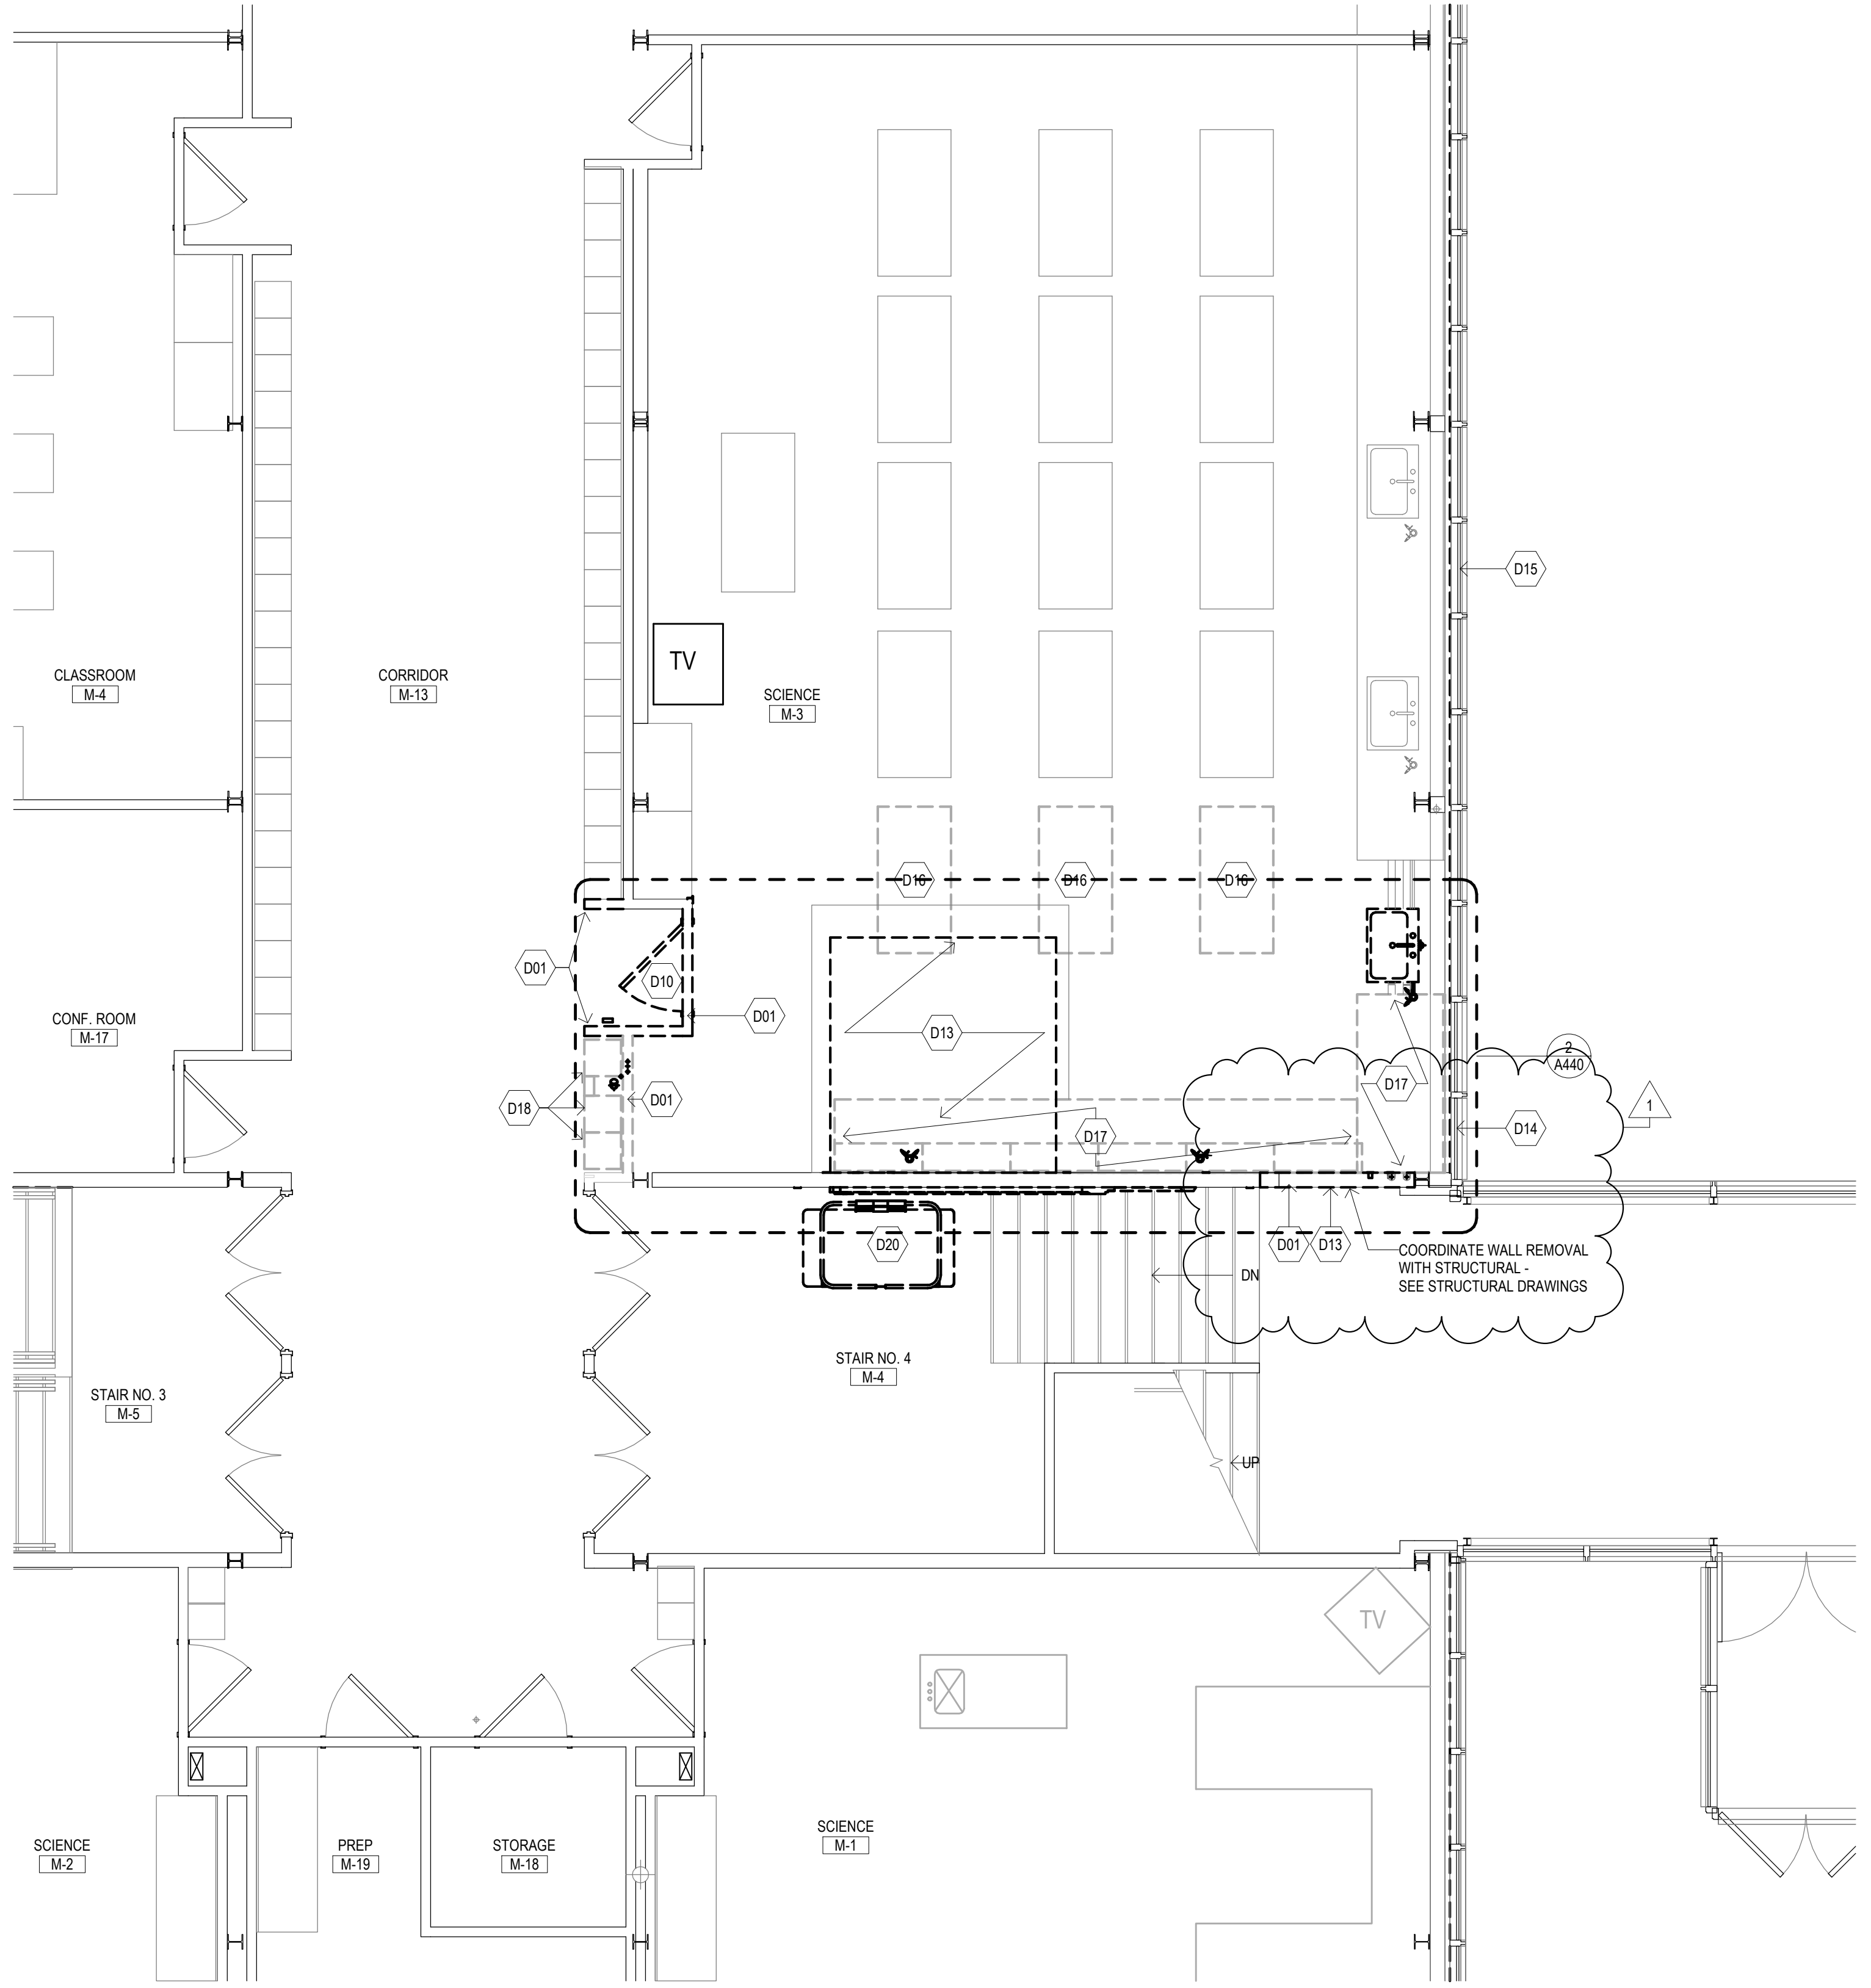 D15
TV
CLASSROOM
M-4
CORRIDOR
M-13
SCIENCE
M-3
D16
D16
D16
D01
D10
CONF. ROOM
M-17
D01
D13
2
A440
D17
D18
D01
1
D17
D14
D20
D01
D13
COORDINATE WALL REMOVAL
WITH STRUCTURAL -
SEE STRUCTURAL DRAWINGS
DN
STAIR NO. 4
M-4
STAIR NO. 3
M-5
UP
TV
SCIENCE
M-2
PREP
M-19
STORAGE
M-18
SCIENCE
M-1